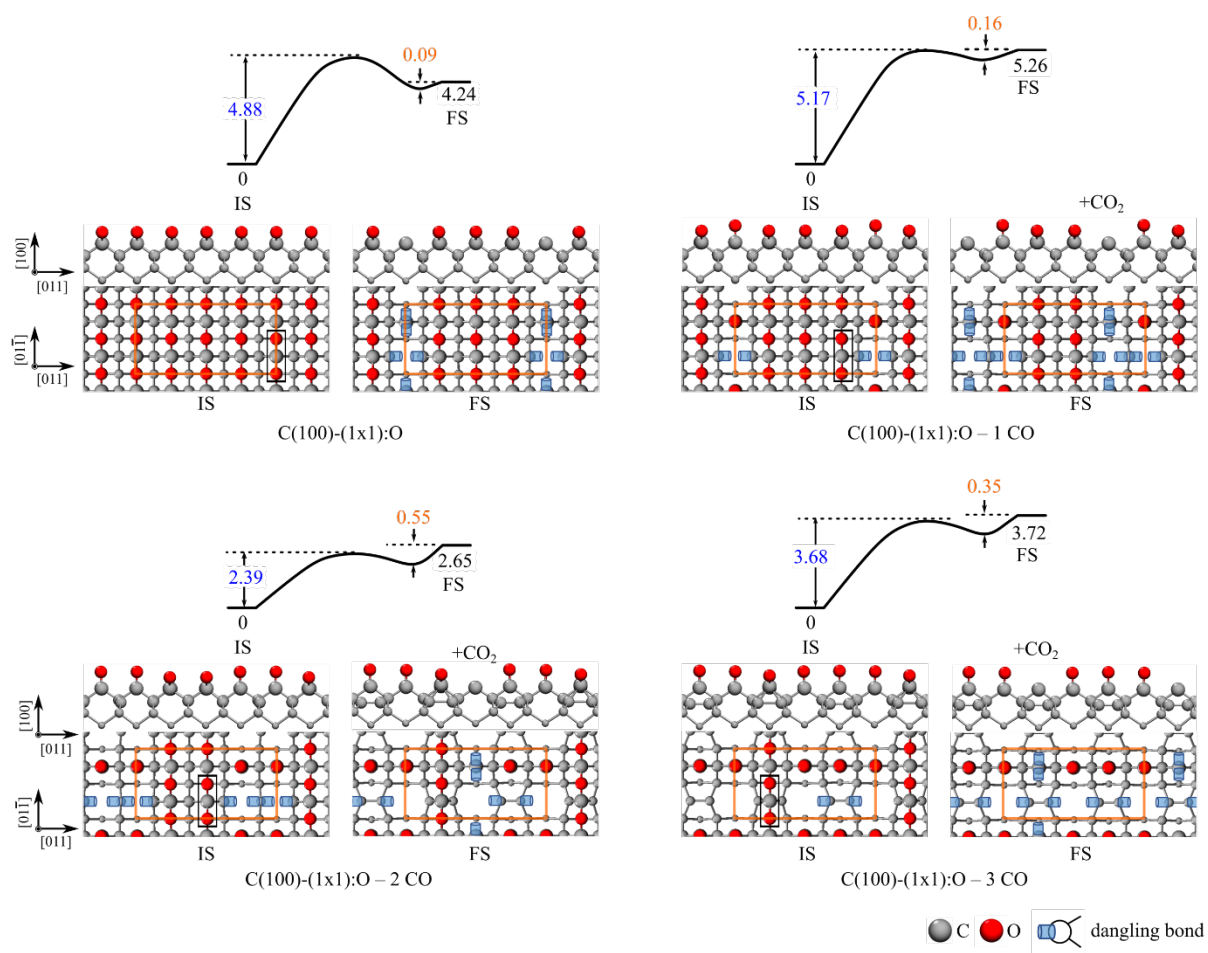 0.09
4.88
4.24
FS
0
IS
[100]
[011]
[01̄1̄]
[011]
IS
FS
C(100)-(1x1):O
0.16
5.17
5.26
FS
0
IS
+CO₂
IS
FS
C(100)-(1x1):O – 1 CO
0.55
2.39
2.65
FS
0
IS
+CO₂
[100]
[011]
[01̄1̄]
[011]
IS
FS
C(100)-(1x1):O – 2 CO
0.35
3.68
3.72
FS
0
IS
+CO₂
IS
FS
C(100)-(1x1):O – 3 CO
C O dangling bond